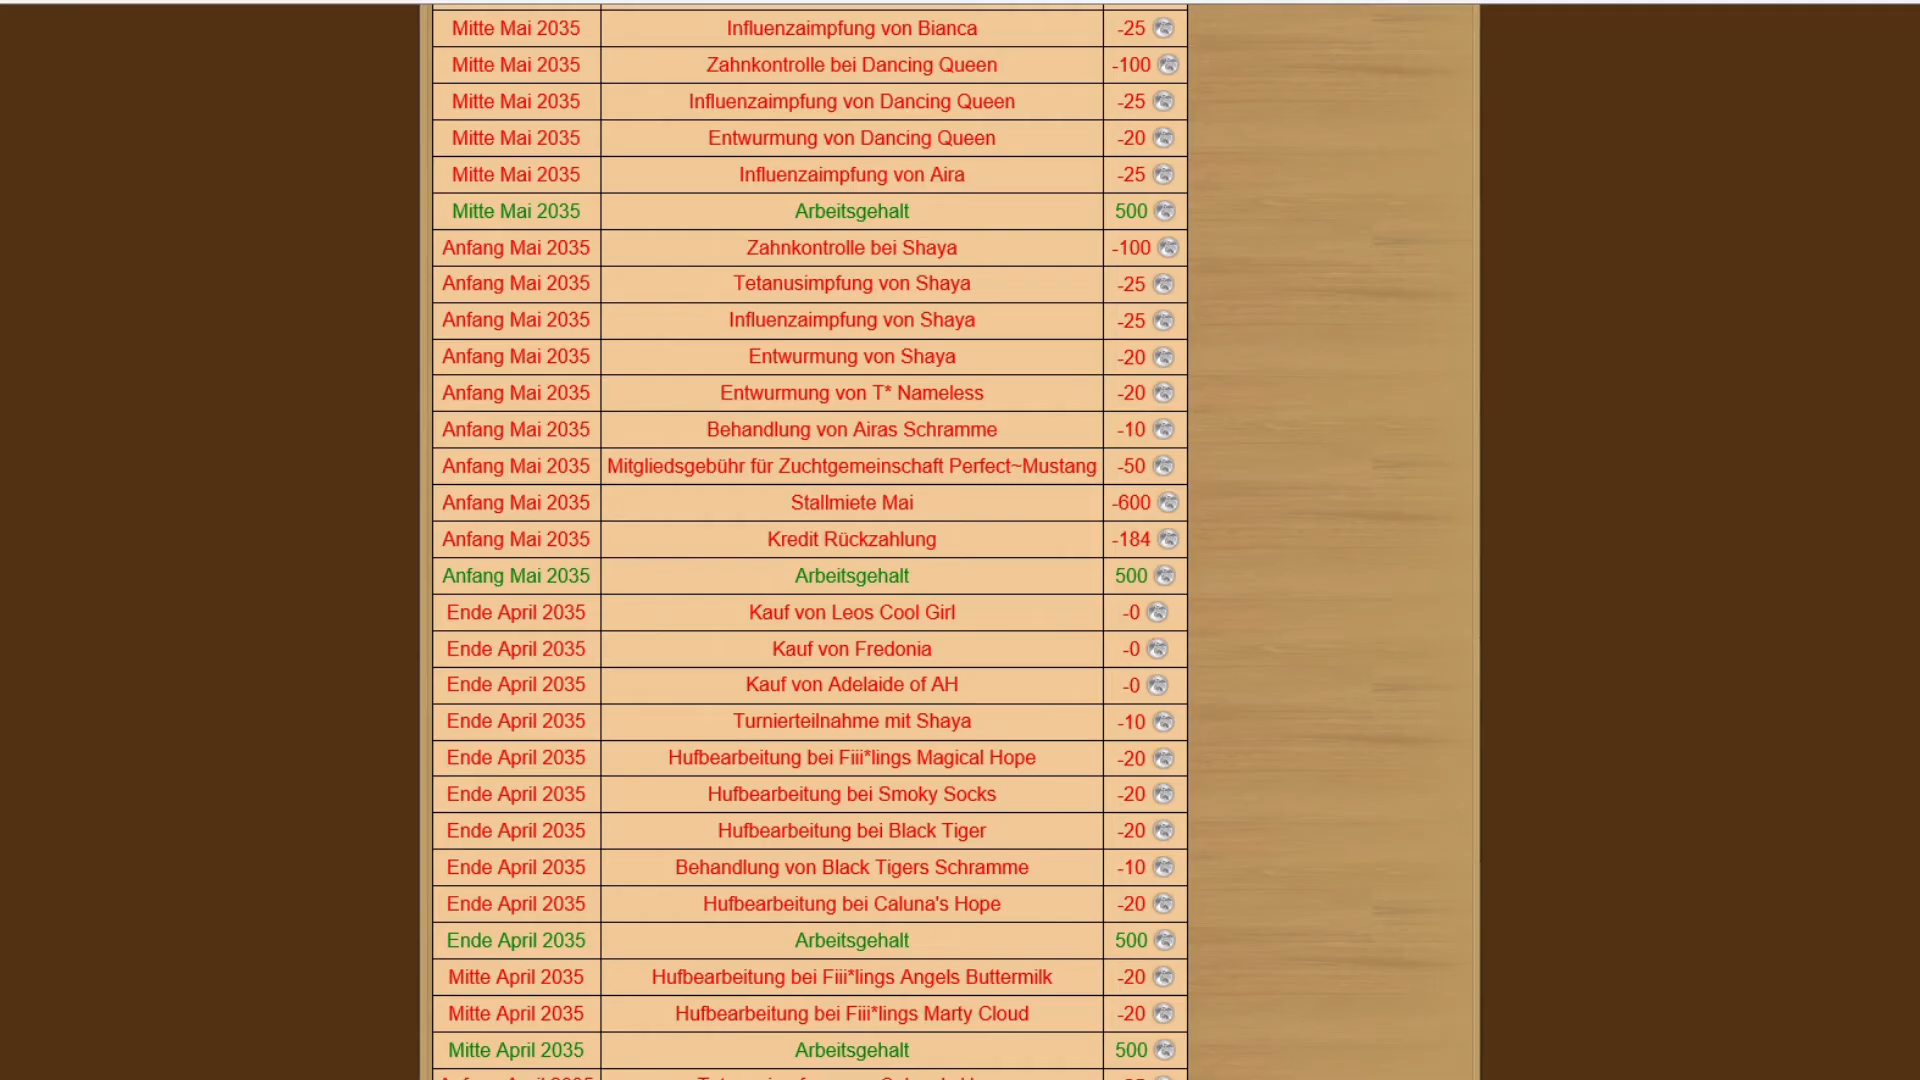 Mitte Mai 2035 Influenzaimpfung von Bianca -25
Mitte Mai 2035 Zahnkontrolle bei Dancing Queen -100
Mitte Mai 2035 Influenzaimpfung von Dancing Queen -25
Mitte Mai 2035 Entwurmung von Dancing Queen -20
Mitte Mai 2035 Influenzaimpfung von Aira -25
Mitte Mai 2035 Arbeitsgehalt 500
Anfang Mai 2035 Zahnkontrolle bei Shaya -100
Anfang Mai 2035 Tetanusimpfung von Shaya -25
Anfang Mai 2035 Influenzaimpfung von Shaya -25
Anfang Mai 2035 Entwurmung von Shaya -20
Anfang Mai 2035 Entwurmung von T* Nameless -20
Anfang Mai 2035 Behandlung von Airas Schramme -10
Anfang Mai 2035 Mitgliedsgebühr für Zuchtgemeinschaft Perfect~Mustang -50
Anfang Mai 2035 Stallmiete Mai -600
Anfang Mai 2035 Kredit Rückzahlung -184
Anfang Mai 2035 Arbeitsgehalt 500
Ende April 2035 Kauf von Leos Cool Girl -0
Ende April 2035 Kauf von Fredonia -0
Ende April 2035 Kauf von Adelaide of AH -0
Ende April 2035 Turnierteilnahme mit Shaya -10
Ende April 2035 Hufbearbeitung bei Fiii*lings Magical Hope -20
Ende April 2035 Hufbearbeitung bei Smoky Socks -20
Ende April 2035 Hufbearbeitung bei Black Tiger -20
Ende April 2035 Behandlung von Black Tigers Schramme -10
Ende April 2035 Hufbearbeitung bei Caluna's Hope -20
Ende April 2035 Arbeitsgehalt 500
Mitte April 2035 Hufbearbeitung bei Fiii*lings Angels Buttermilk -20
Mitte April 2035 Hufbearbeitung bei Fiii*lings Marty Cloud -20
Mitte April 2035 Arbeitsgehalt 500